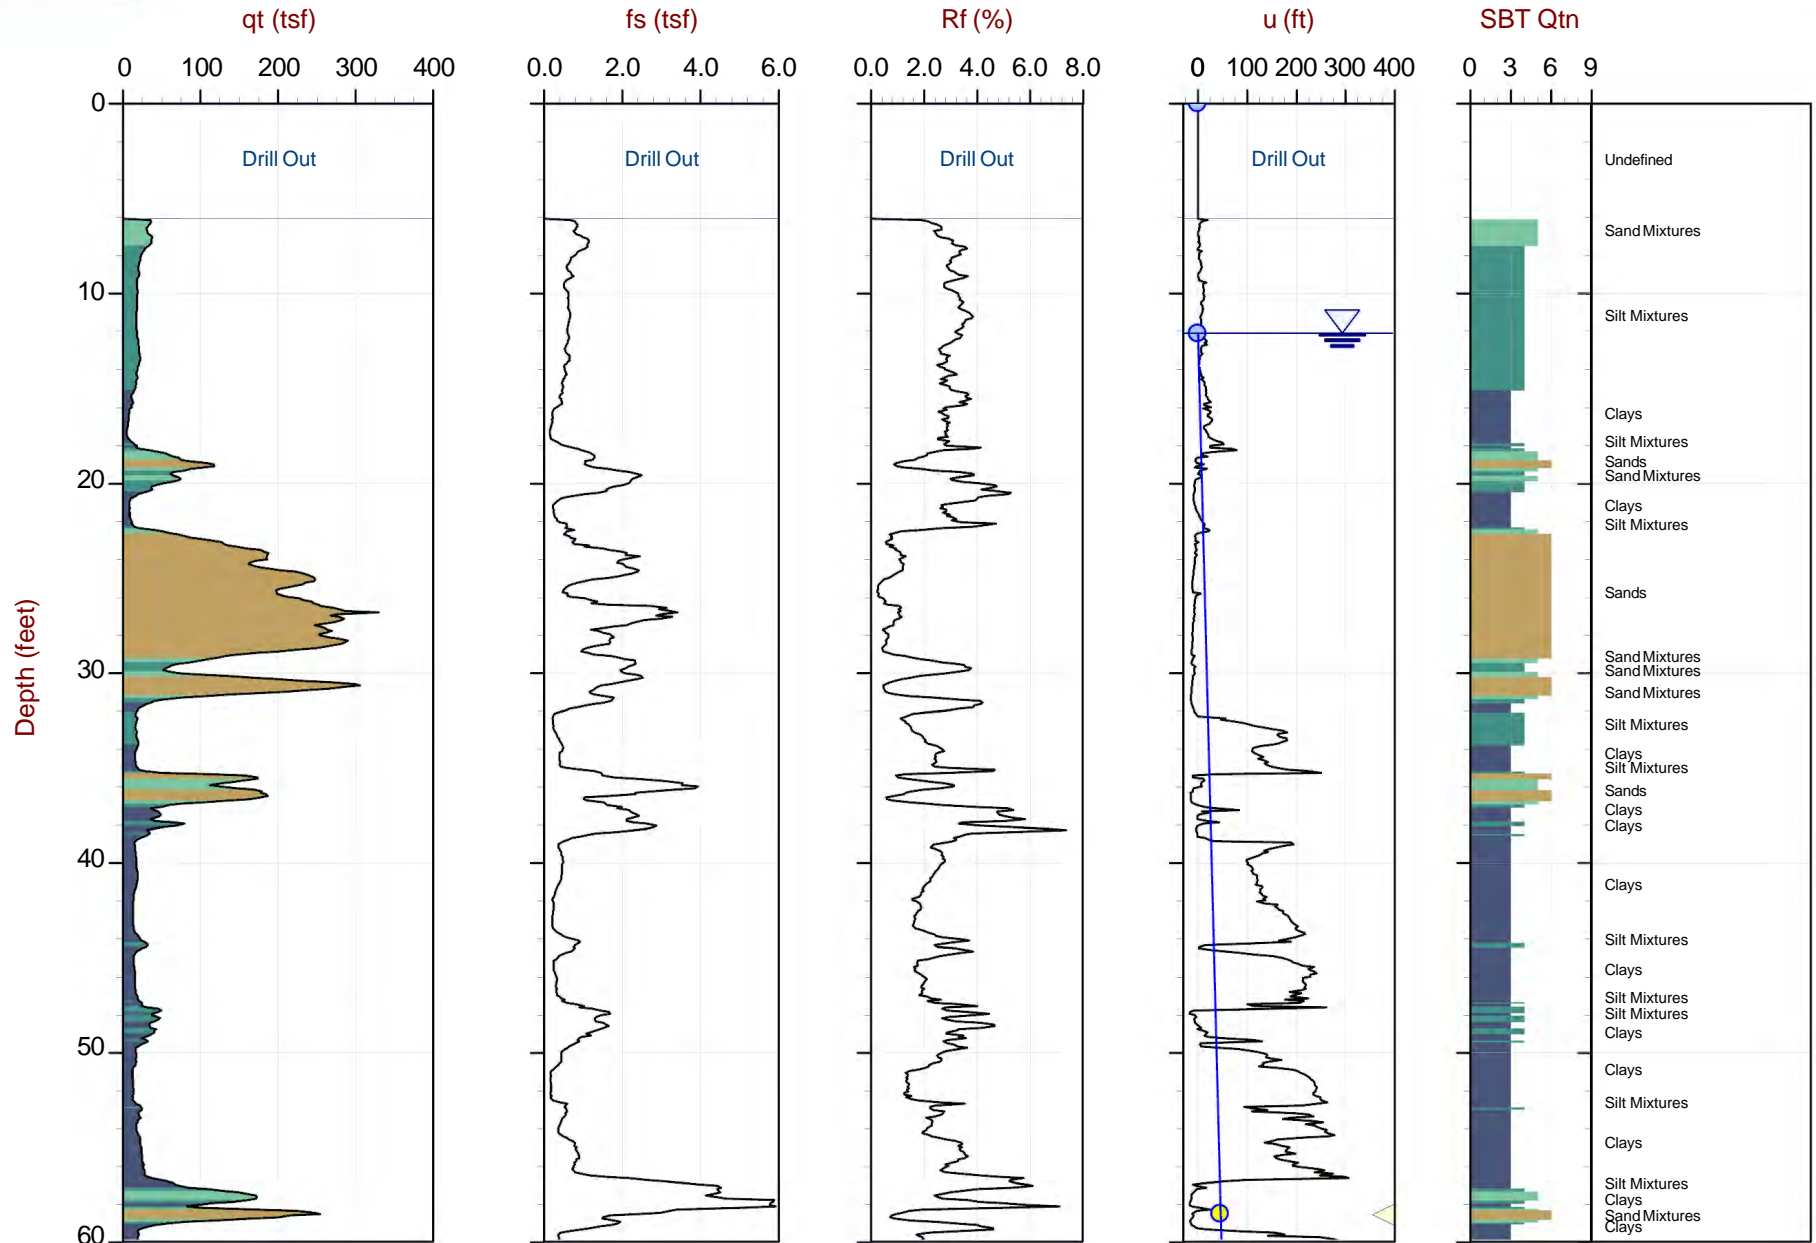 qt (tsf) fs (tsf) Rf (%) u (ft) SBT Qtn
0 100 200 300 400 0.0 2.0 4.0 6.0 0.0 2.0 4.0 6.0 8.0 0 100 200 300 400 0 3 6 9
0
Drill Out Drill Out Drill Out Drill Out
Undefined
Sand Mixtures
10
Silt Mixtures
Clays
Silt Mixtures
Sands
Sand Mixtures
20
Clays
Silt Mixtures
Sands
Depth (feet)
Sand Mixtures
Sand Mixtures
30
Sand Mixtures
Silt Mixtures
Clays
Silt Mixtures
Sands
Clays
Clays
40
Clays
Silt Mixtures
Clays
Silt Mixtures
Silt Mixtures
Clays
50
Clays
Silt Mixtures
Clays
Silt Mixtures
Clays
Sand Mixtures
Clays
60